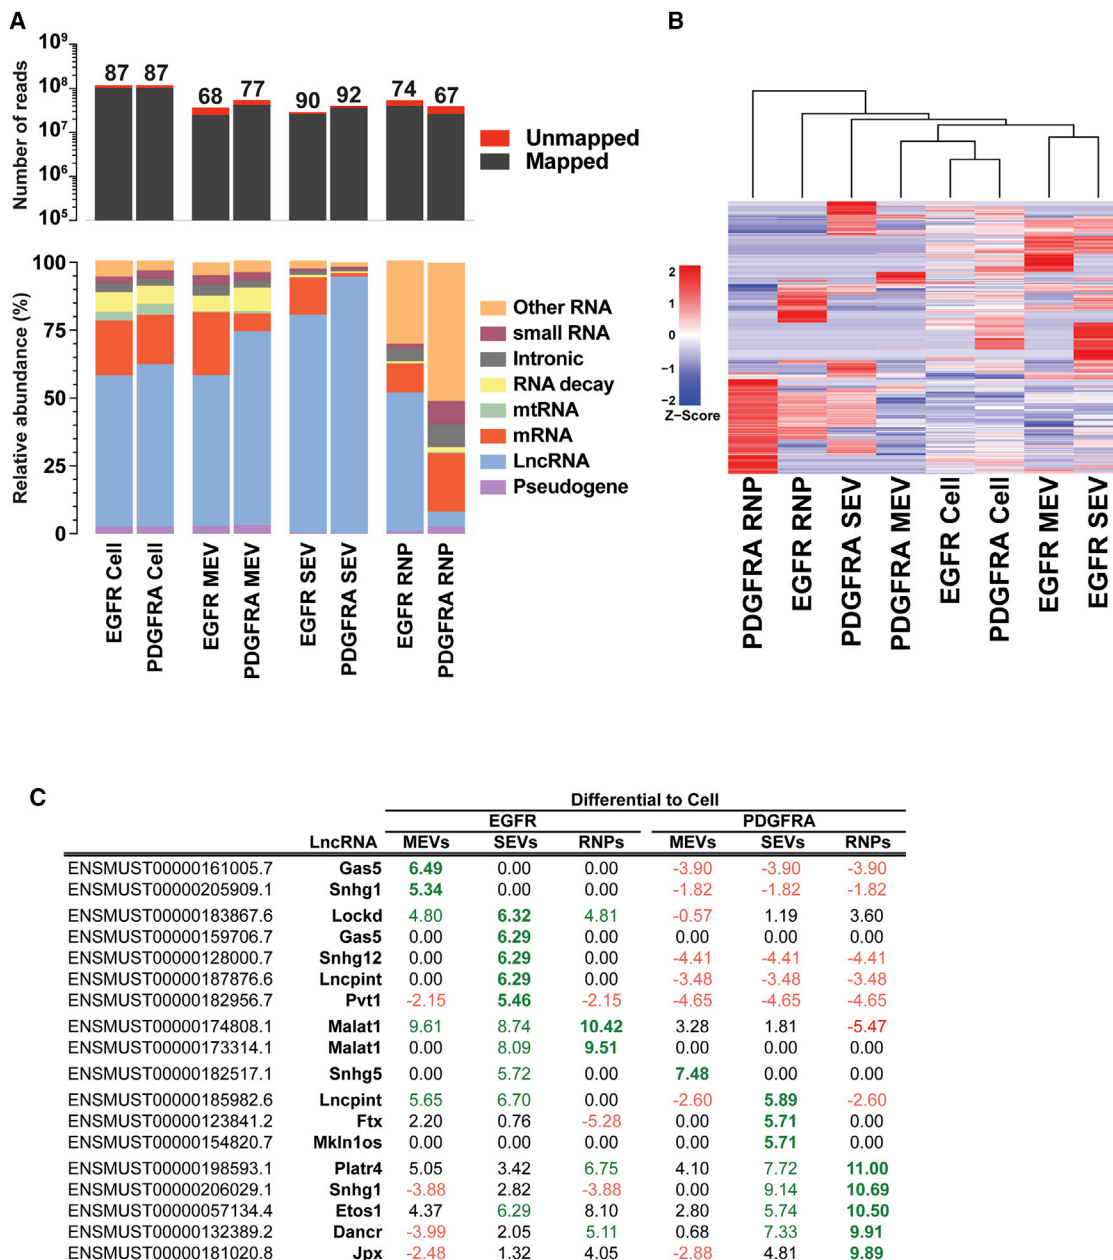 A
Number of reads
10^9
10^8
10^7
10^6
10^5
87 87 68 77 90 92 74 67
Unmapped
Mapped
Relative abundance (%)
100
75
50
25
0
Other RNA
small RNA
Intronic
RNA decay
mtRNA
mRNA
LncRNA
Pseudogene
EGFR Cell
PDGFRA Cell
EGFR MEV
PDGFRA MEV
EGFR SEV
PDGFRA SEV
EGFR RNP
PDGFRA RNP
B
2
1
0
−1
−2
Z−Score
PDGFRA RNP
EGFR RNP
PDGFRA SEV
PDGFRA MEV
EGFR Cell
PDGFRA Cell
EGFR MEV
EGFR SEV
C
Differential to Cell
EGFR PDGFRA
LncRNA MEVs SEVs RNPs MEVs SEVs RNPs
ENSMUST00000161005.7 Gas5 6.49 0.00 0.00 -3.90 -3.90 -3.90
ENSMUST00000205909.1 Snhg1 5.34 0.00 0.00 -1.82 -1.82 -1.82
ENSMUST00000183867.6 Lockd 4.80 6.32 4.81 -0.57 1.19 3.60
ENSMUST00000159706.7 Gas5 0.00 6.29 0.00 0.00 0.00 0.00
ENSMUST00000128000.7 Snhg12 0.00 6.29 0.00 -4.41 -4.41 -4.41
ENSMUST00000187876.6 Lncpint 0.00 6.29 0.00 -3.48 -3.48 -3.48
ENSMUST00000182956.7 Pvt1 -2.15 5.46 -2.15 -4.65 -4.65 -4.65
ENSMUST00000174808.1 Malat1 9.61 8.74 10.42 3.28 1.81 -5.47
ENSMUST00000173314.1 Malat1 0.00 8.09 9.51 0.00 0.00 0.00
ENSMUST00000182517.1 Snhg5 0.00 5.72 0.00 7.48 0.00 0.00
ENSMUST00000185982.6 Lncpint 5.65 6.70 0.00 -2.60 5.89 -2.60
ENSMUST00000123841.2 Ftx 2.20 0.76 -5.28 0.00 5.71 0.00
ENSMUST00000154820.7 Mkln1os 0.00 0.00 0.00 0.00 5.71 0.00
ENSMUST00000198593.1 Platr4 5.05 3.42 6.75 4.10 7.72 11.00
ENSMUST00000206029.1 Snhg1 -3.88 2.82 -3.88 0.00 9.14 10.69
ENSMUST00000057134.4 Etos1 4.37 6.29 8.10 2.80 5.74 10.50
ENSMUST00000132389.2 Dancr -3.99 2.05 5.11 0.68 7.33 9.91
ENSMUST00000181020.8 Jpx -2.48 1.32 4.05 -2.88 4.81 9.89